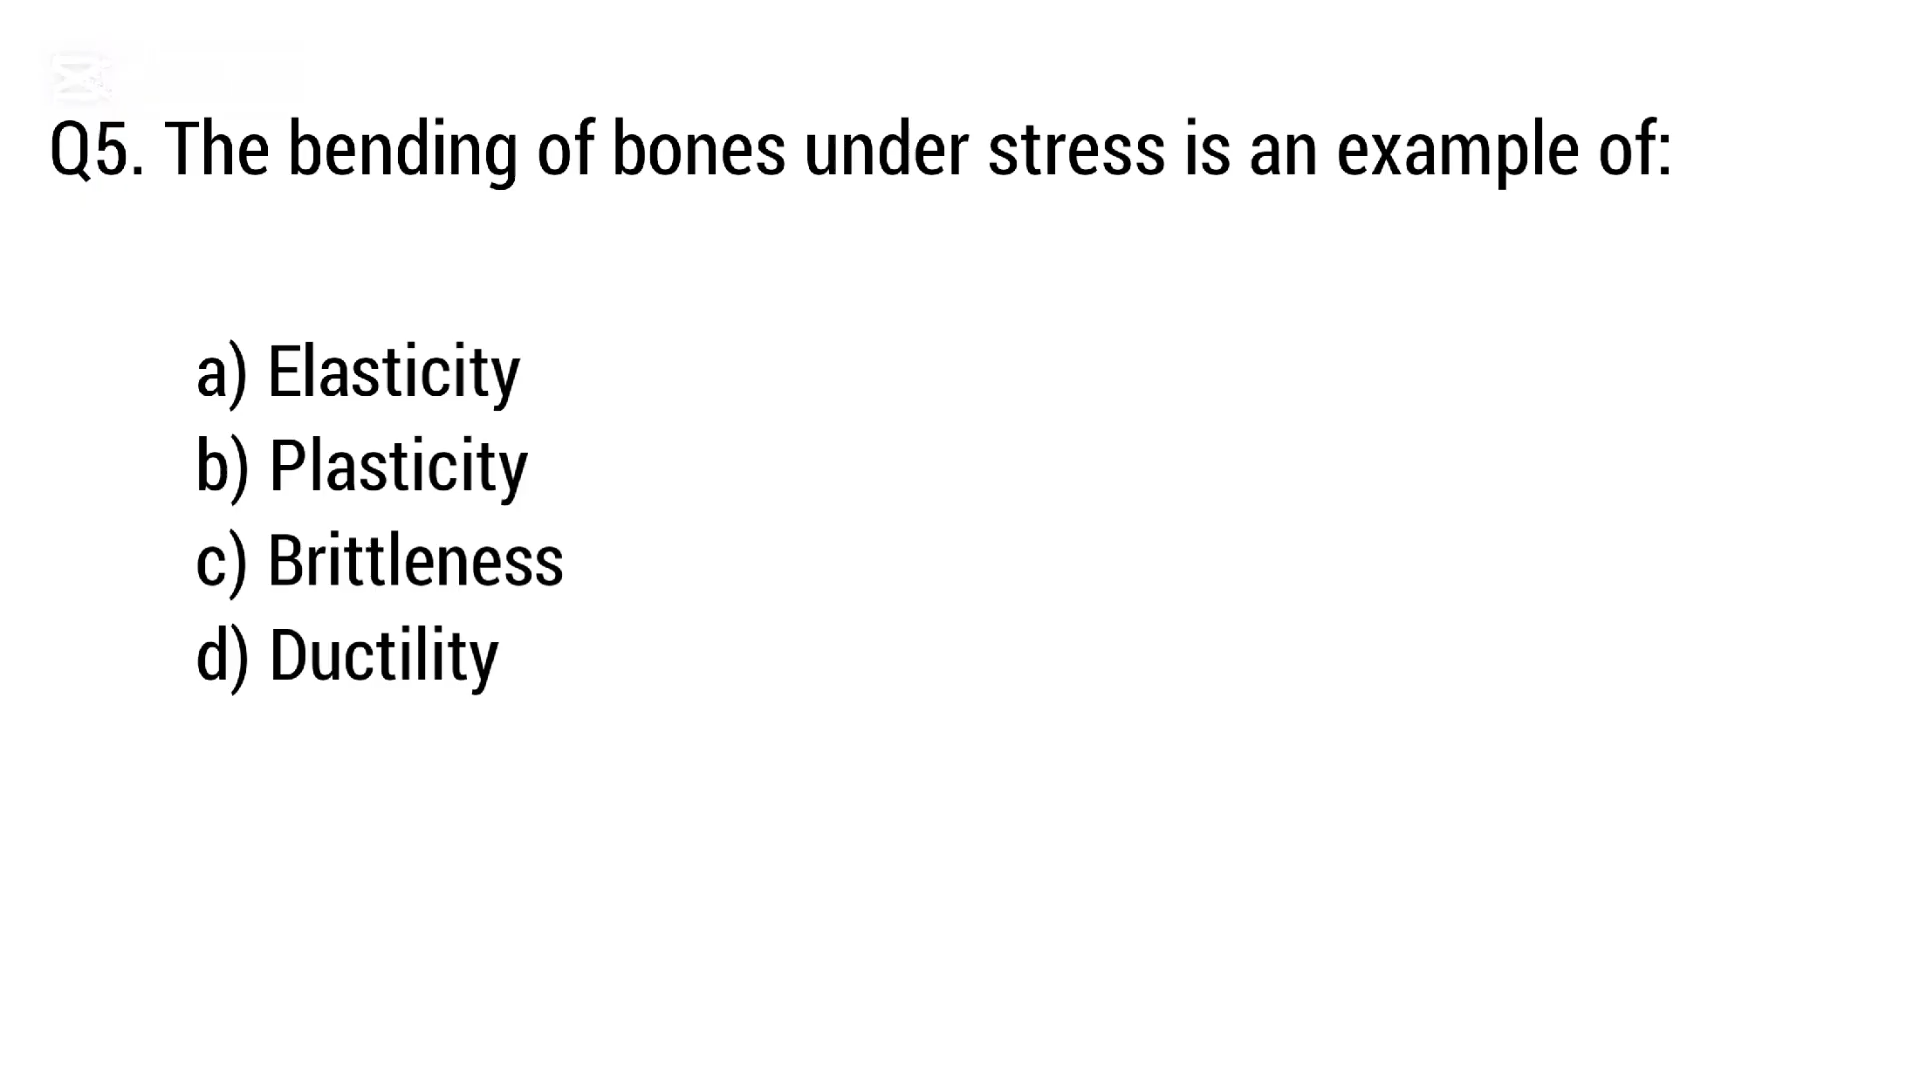 Q5. The bending of bones under stress is an example of:
a) Elasticity
b) Plasticity
c) Brittleness
d) Ductility